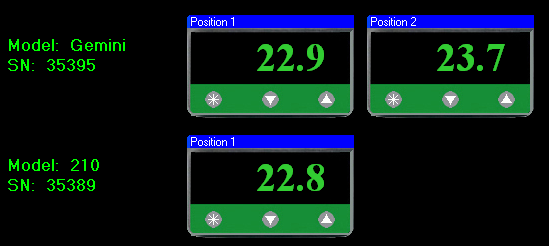 Position 1
Position 2
Model: Gemini
SN: 35395
22.9
23.7
Position 1
Model: 210
SN: 35389
22.8